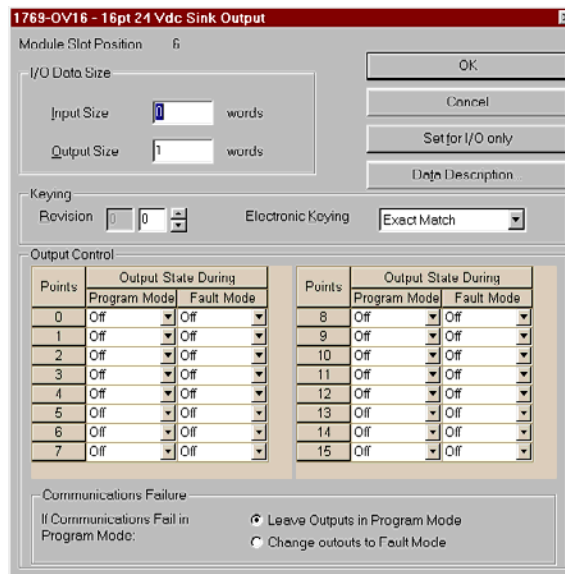 1769-OV16 - 16pt 24 Vdc Sink Output
Module Slot Position 6
I/O Data Size
Input Size 0 words
Output Size 1 words
OK
Cancel
Set for I/O only
Data Description...
Keying
Revision 0 0 Electronic Keying Exact Match
Output Control
Points Output State During Points Output State During
Program Mode Fault Mode Program Mode Fault Mode
0 Off Off 8 Off Off
1 Off Off 9 Off Off
2 Off Off 10 Off Off
3 Off Off 11 Off Off
4 Off Off 12 Off Off
5 Off Off 13 Off Off
6 Off Off 14 Off Off
7 Off Off 15 Off Off
Communications Failure
If Communications Fail in
Program Mode:
Leave Outputs in Program Mode
Change outouts to Fault Mode